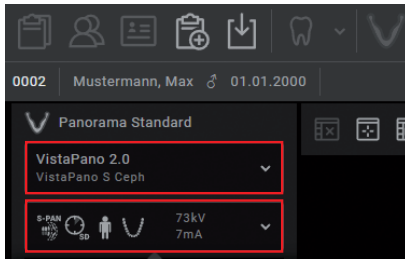 0002 Mustermann, Max ♂ 01.01.2000
Panorama Standard
VistaPano 2.0
VistaPano S Ceph
S-PAN SD 73kV
7mA